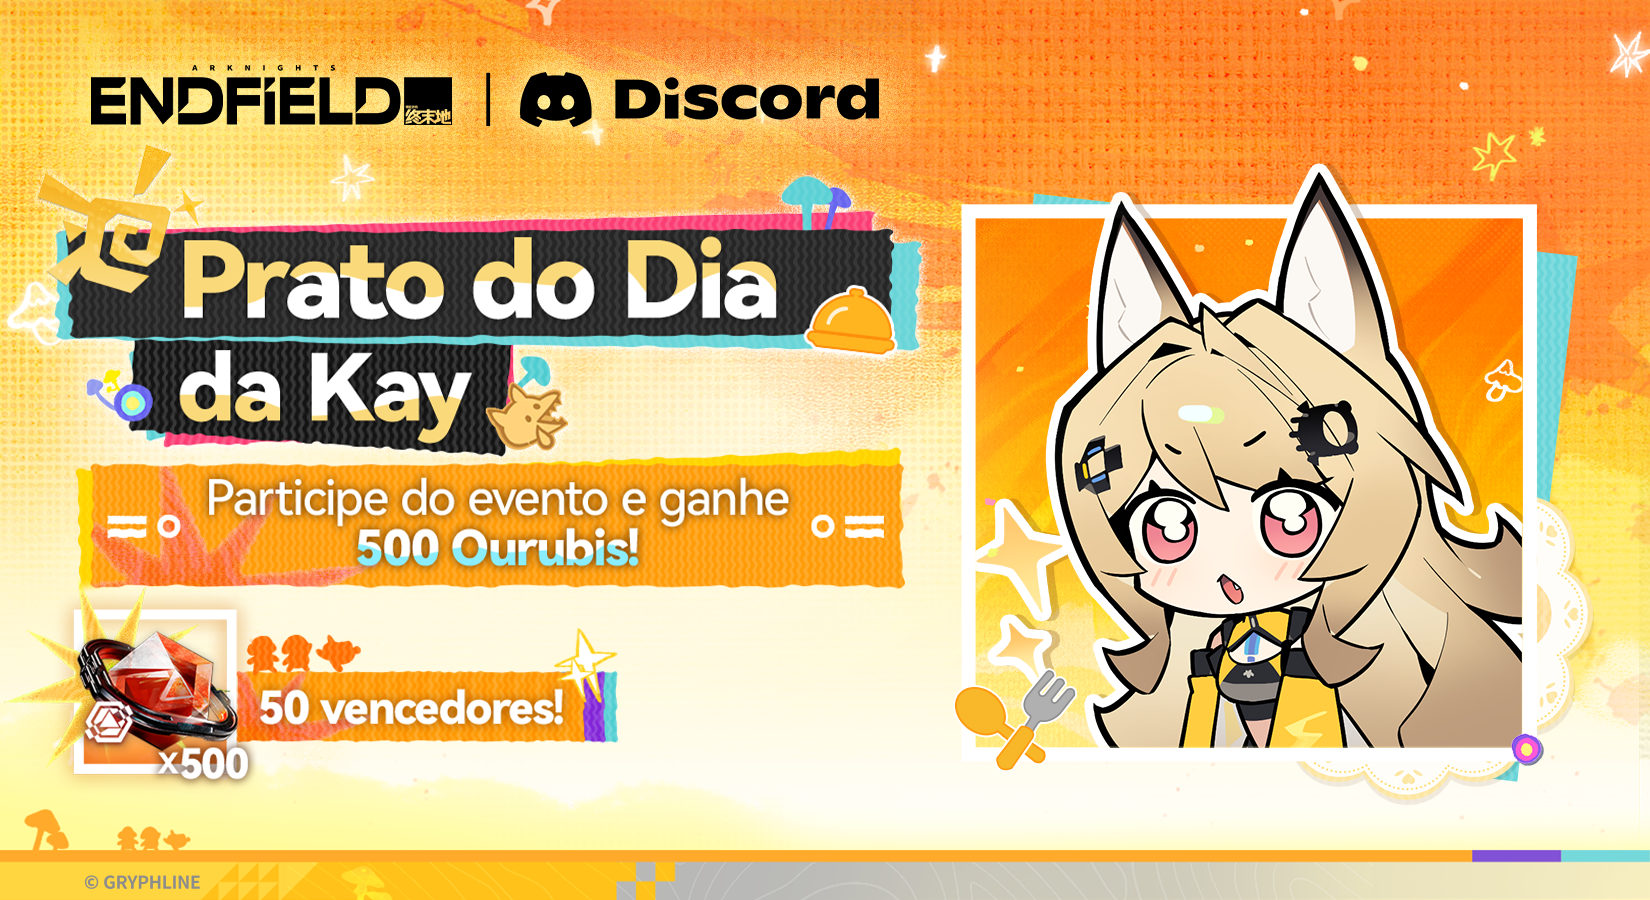 ARKNIGHTS
ENDFIELD
终末地
Discord
Prato do Dia
da Kay
Participe do evento e ganhe
500 Ourubis!
50 vencedores!
x500
© GRYPHLINE